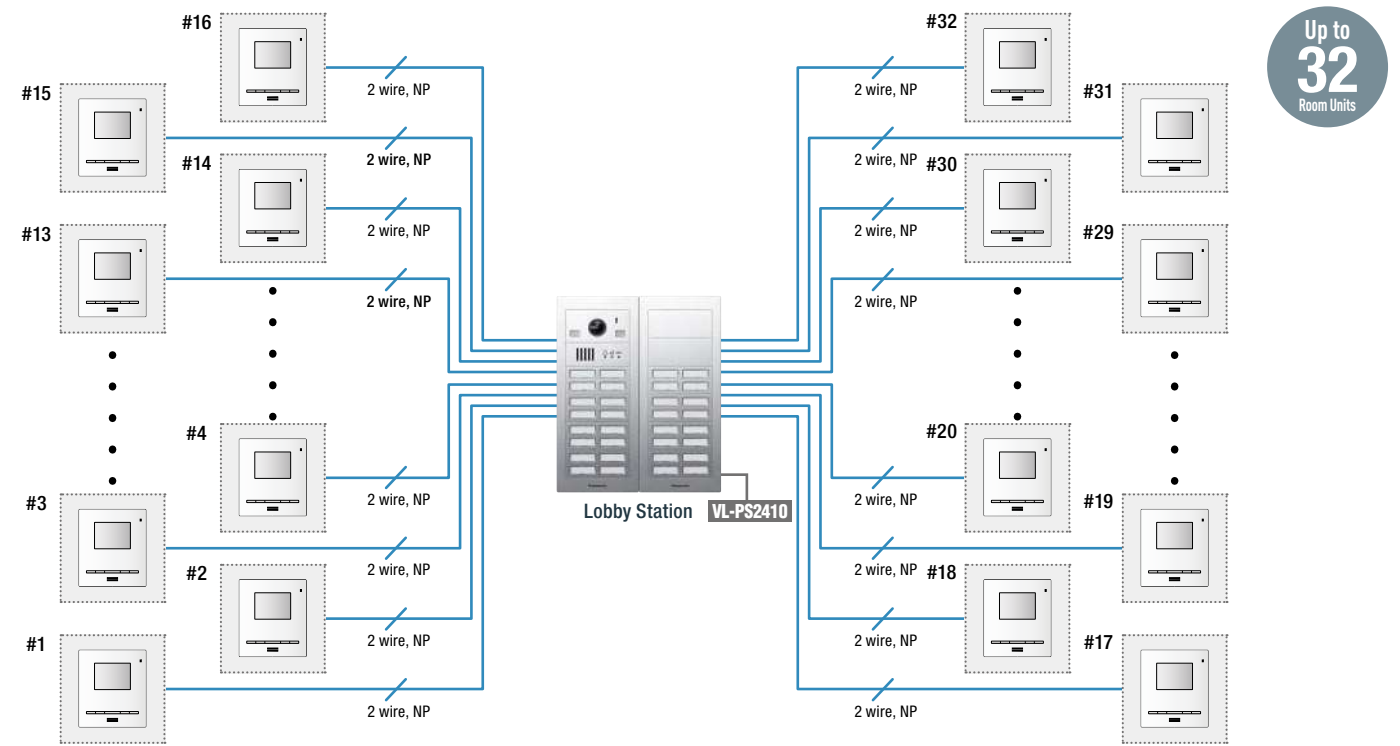 #16
2 wire, NP
#32
2 wire, NP
Up to
32
Room Units
#15
2 wire, NP
#31
2 wire, NP
#14
2 wire, NP
#30
2 wire, NP
#13
2 wire, NP
#29
2 wire, NP
#4
2 wire, NP
#20
2 wire, NP
Lobby Station
VL-PS2410
#3
2 wire, NP
#19
2 wire, NP
#2
2 wire, NP
#18
2 wire, NP
#1
2 wire, NP
#17
2 wire, NP